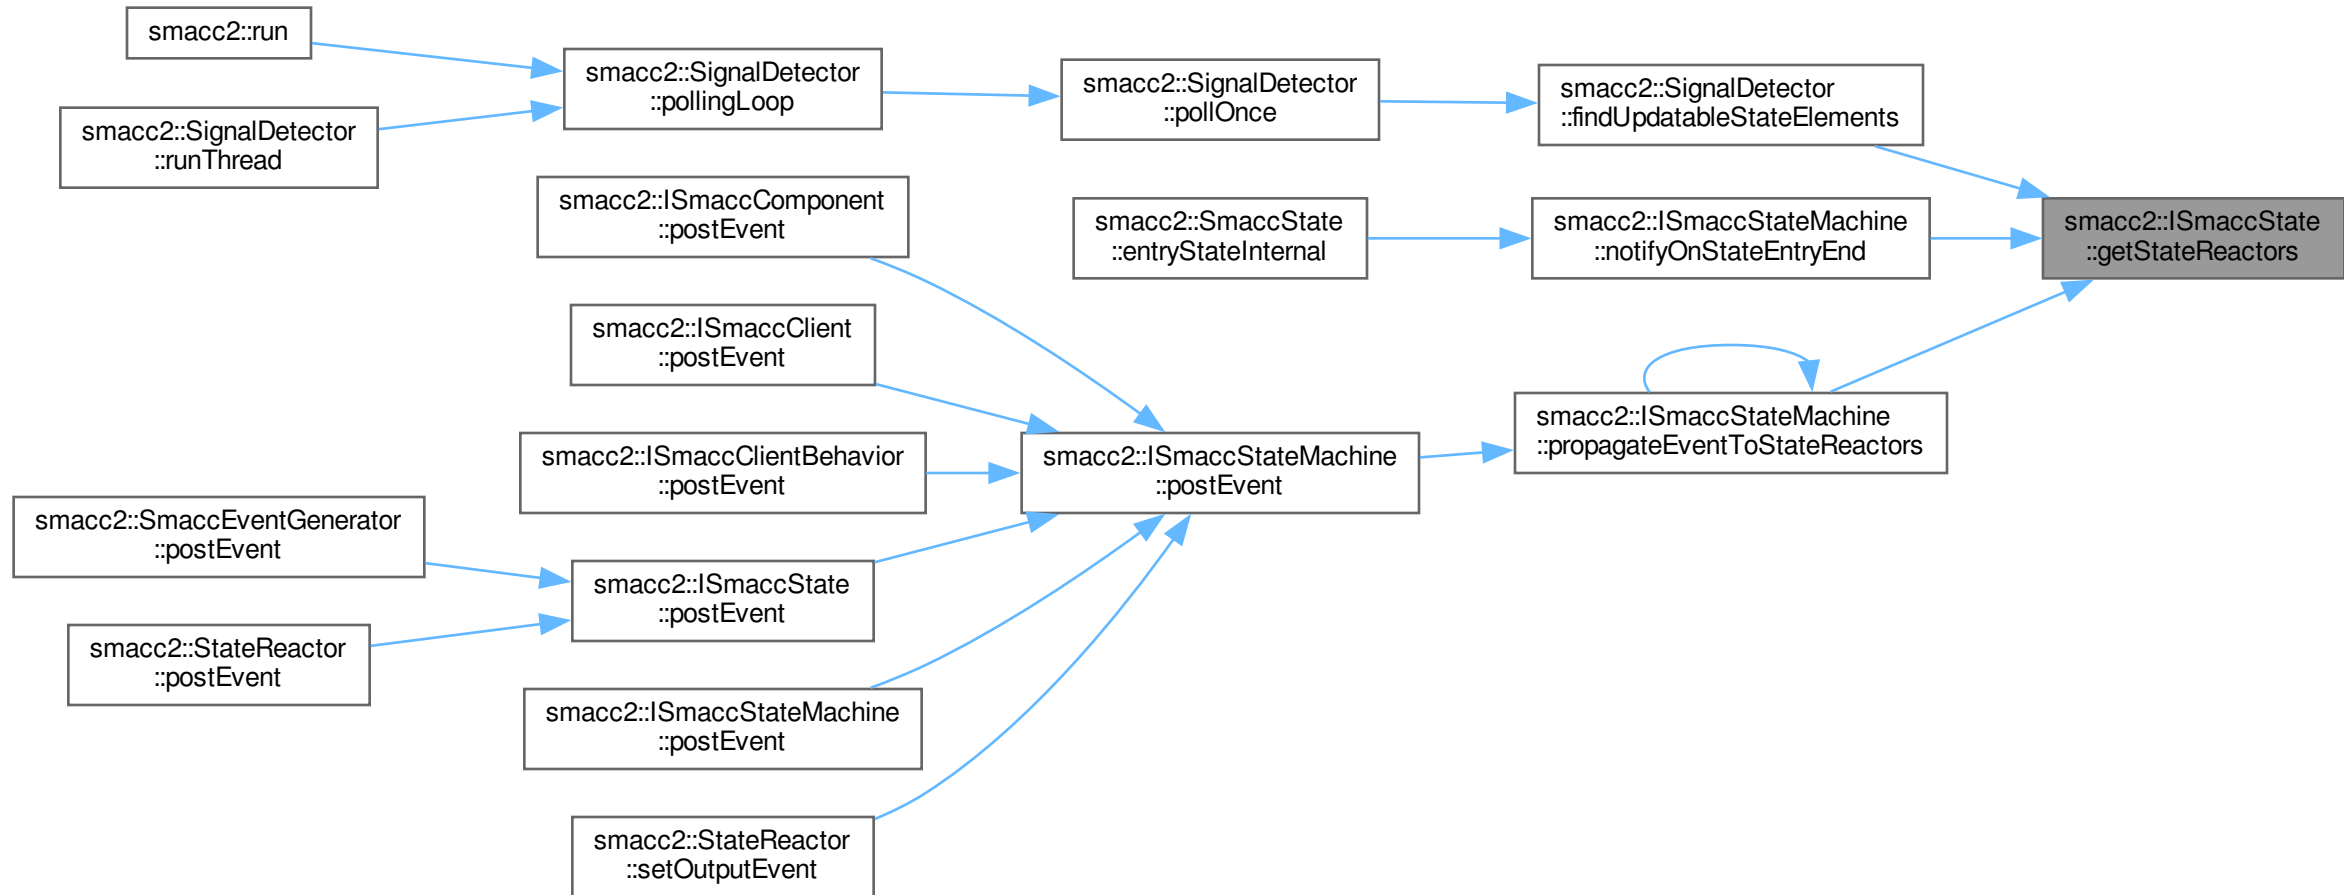 smacc2::run
smacc2::SignalDetector
::runThread
smacc2::SignalDetector
::pollingLoop
smacc2::SignalDetector
::pollOnce
smacc2::SignalDetector
::findUpdatableStateElements
smacc2::ISmaccComponent
::postEvent
smacc2::SmaccState
::entryStateInternal
smacc2::ISmaccStateMachine
::notifyOnStateEntryEnd
smacc2::ISmaccState
::getStateReactors
smacc2::ISmaccClient
::postEvent
smacc2::ISmaccClientBehavior
::postEvent
smacc2::ISmaccStateMachine
::postEvent
smacc2::ISmaccStateMachine
::propagateEventToStateReactors
smacc2::SmaccEventGenerator
::postEvent
smacc2::StateReactor
::postEvent
smacc2::ISmaccState
::postEvent
smacc2::ISmaccStateMachine
::postEvent
smacc2::StateReactor
::setOutputEvent